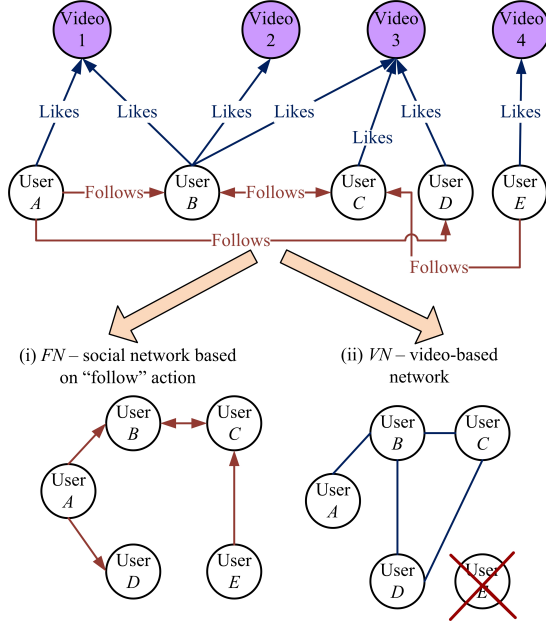 Video
1
Video
2
Video
3
Video
4
Likes
Likes
Likes
Likes
Likes
Likes
Likes
User
A
User
B
User
C
User
D
User
E
Follows
Follows
Follows
Follows
(i) FN – social network based
on “follow” action
(ii) VN – video-based
network
User
B
User
C
User
A
User
D
User
E
User
B
User
C
User
A
User
D
User
E